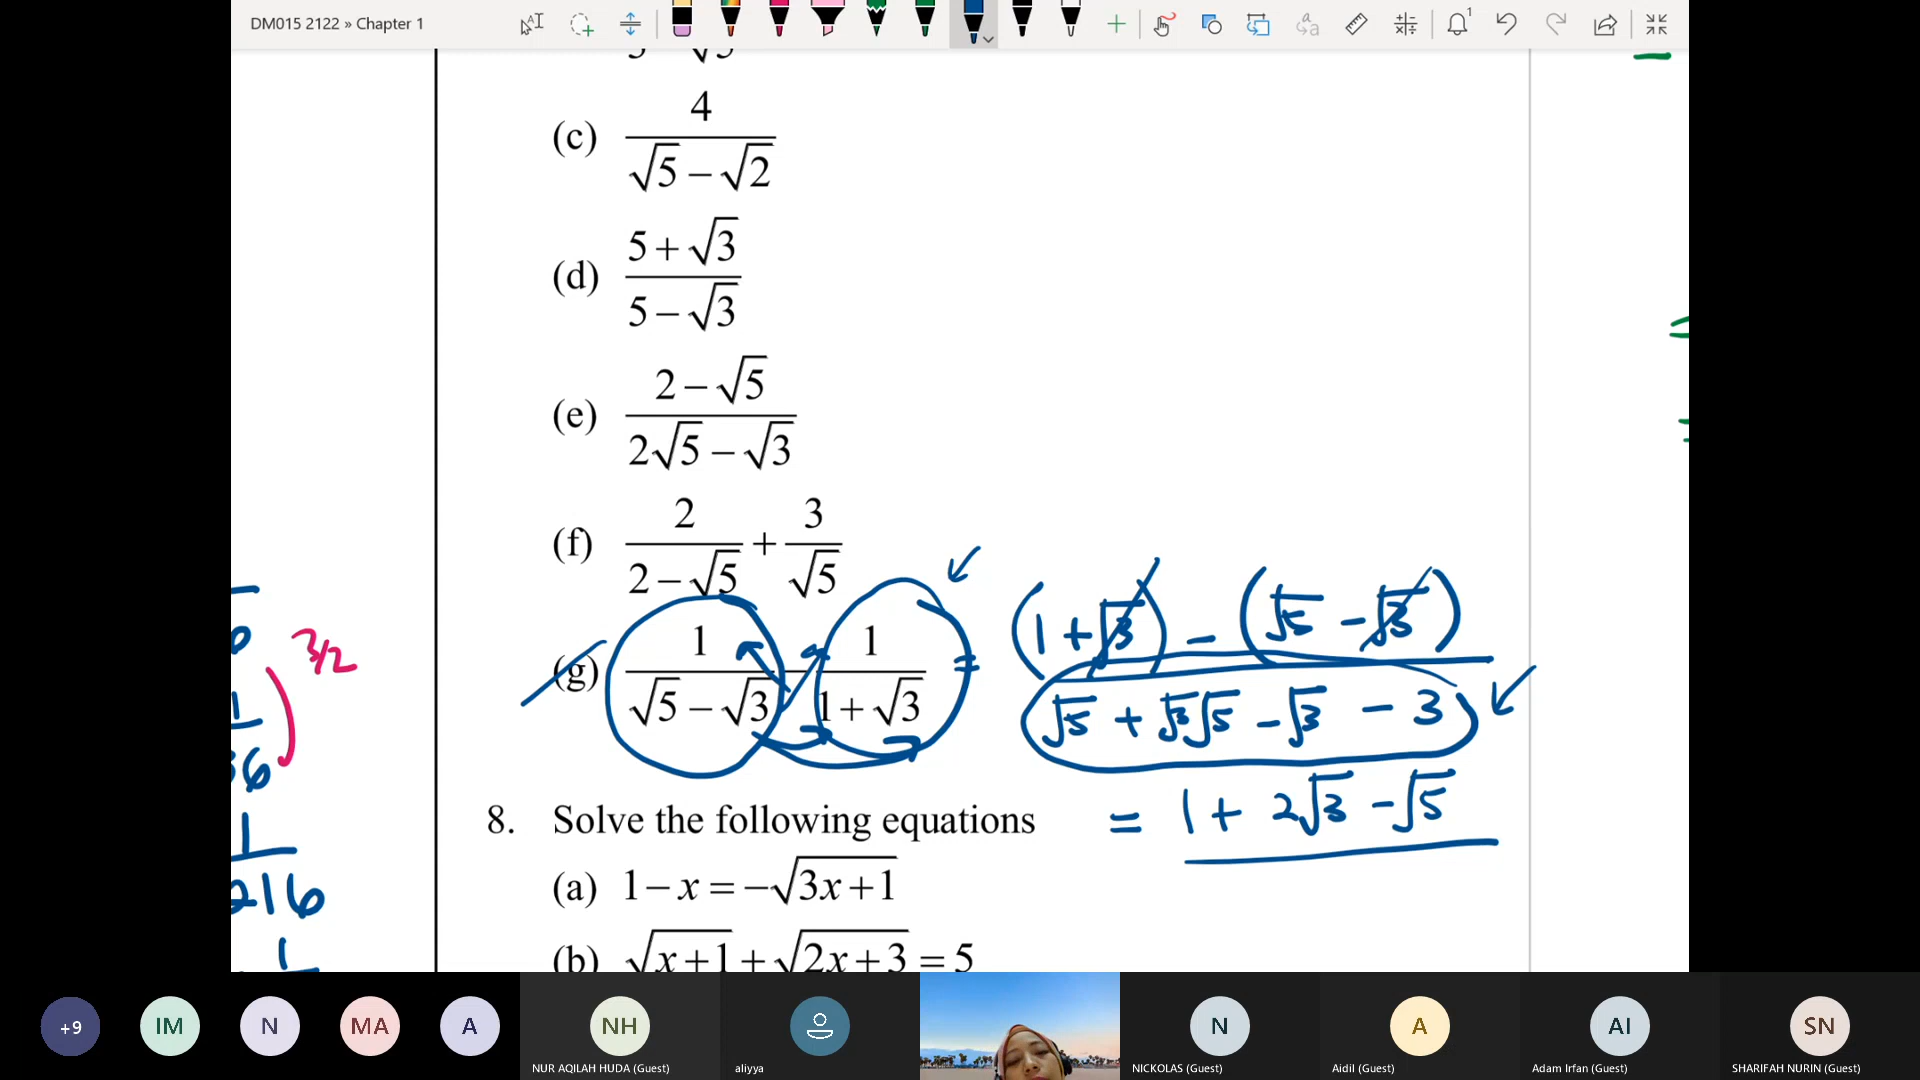 DM015 2122 » Chapter 1
(c) 4 / (√5 − √2)
(d) (5 + √3) / (5 − √3)
(e) (2 − √5) / (2√5 − √3)
(f) 2 / (2 − √5) + 3 / √5
(g) 1 / (√5 − √3) − 1 / (1 + √3) = ((1 + √3) − (√5 − √3)) / (√5 + √3√5 − √3 − 3)
= 1 + 2√3 − √5
8. Solve the following equations
(a) 1 − x = −√(3x + 1)
(b) √(x + 1) + √(2x + 3) = 5
) 3/2
1
216
1
+9
IM
N
MA
A
NH
N
A
AI
SN
NUR AQILAH HUDA (Guest)
aliyya
NICKOLAS (Guest)
Aidil (Guest)
Adam Irfan (Guest)
SHARIFAH NURIN (Guest)